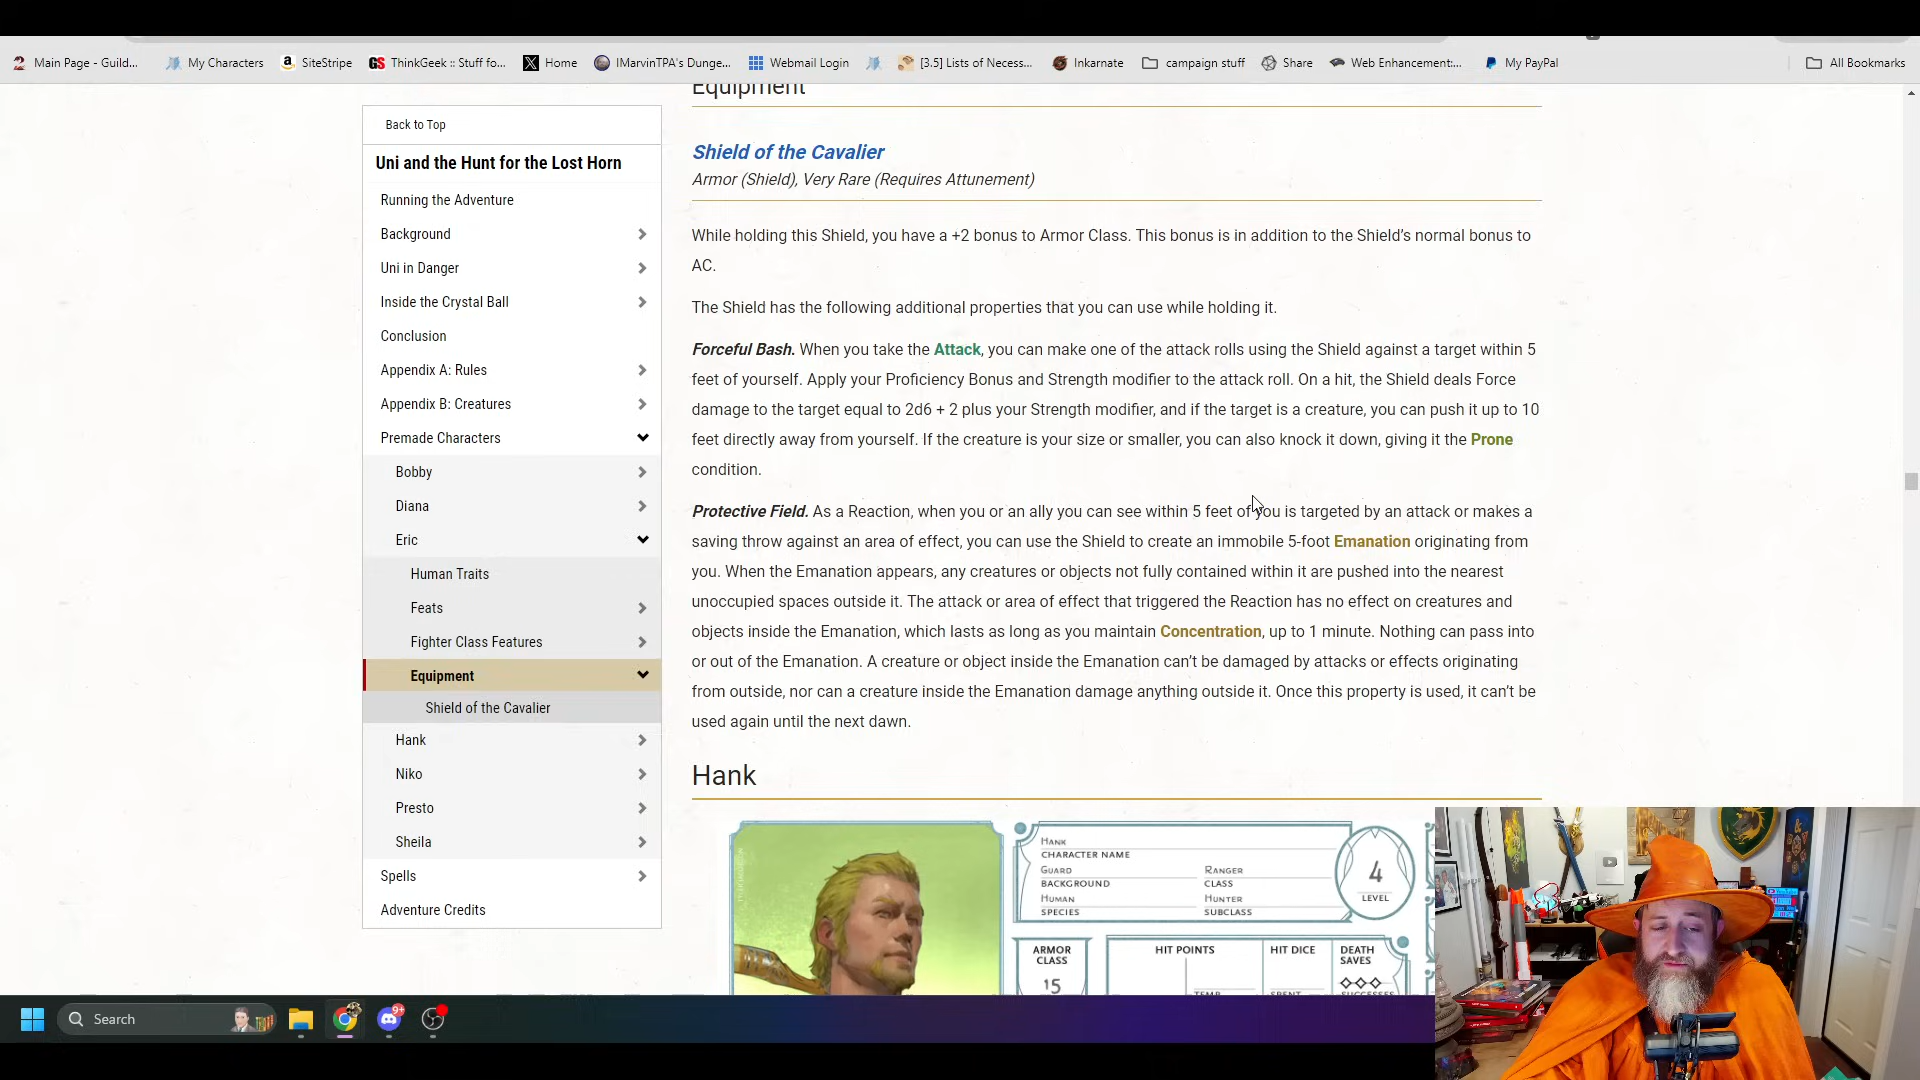 Main Page - Guild...
My Characters
SiteStripe
ThinkGeek :: Stuff fo...
Home
IMarvinTPA's Dunge...
Webmail Login
[3.5] Lists of Necess...
Inkarnate
campaign stuff
Share
Web Enhancement:...
My PayPal
All Bookmarks
Back to Top
Uni and the Hunt for the Lost Horn
Running the Adventure
Background
Uni in Danger
Inside the Crystal Ball
Conclusion
Appendix A: Rules
Appendix B: Creatures
Premade Characters
Bobby
Diana
Eric
Human Traits
Feats
Fighter Class Features
Equipment
Shield of the Cavalier
Hank
Niko
Presto
Sheila
Spells
Adventure Credits
Equipment
Shield of the Cavalier
Armor (Shield), Very Rare (Requires Attunement)
While holding this Shield, you have a +2 bonus to Armor Class. This bonus is in addition to the Shield's normal bonus to
AC.
The Shield has the following additional properties that you can use while holding it.
Forceful Bash. When you take the Attack, you can make one of the attack rolls using the Shield against a target within 5
feet of yourself. Apply your Proficiency Bonus and Strength modifier to the attack roll. On a hit, the Shield deals Force
damage to the target equal to 2d6 + 2 plus your Strength modifier, and if the target is a creature, you can push it up to 10
feet directly away from yourself. If the creature is your size or smaller, you can also knock it down, giving it the Prone
condition.
Protective Field. As a Reaction, when you or an ally you can see within 5 feet of you is targeted by an attack or makes a
saving throw against an area of effect, you can use the Shield to create an immobile 5-foot Emanation originating from
you. When the Emanation appears, any creatures or objects not fully contained within it are pushed into the nearest
unoccupied spaces outside it. The attack or area of effect that triggered the Reaction has no effect on creatures and
objects inside the Emanation, which lasts as long as you maintain Concentration, up to 1 minute. Nothing can pass into
or out of the Emanation. A creature or object inside the Emanation can't be damaged by attacks or effects originating
from outside, nor can a creature inside the Emanation damage anything outside it. Once this property is used, it can't be
used again until the next dawn.
Hank
HANK
CHARACTER NAME
GUARD
RANGER
BACKGROUND
CLASS
HUMAN
HUNTER
SPECIES
SUBCLASS
4
LEVEL
ARMOR
CLASS
15
HIT POINTS
TEMP
HIT DICE
SPENT
DEATH
SAVES
SUCCESSES
Search
9+